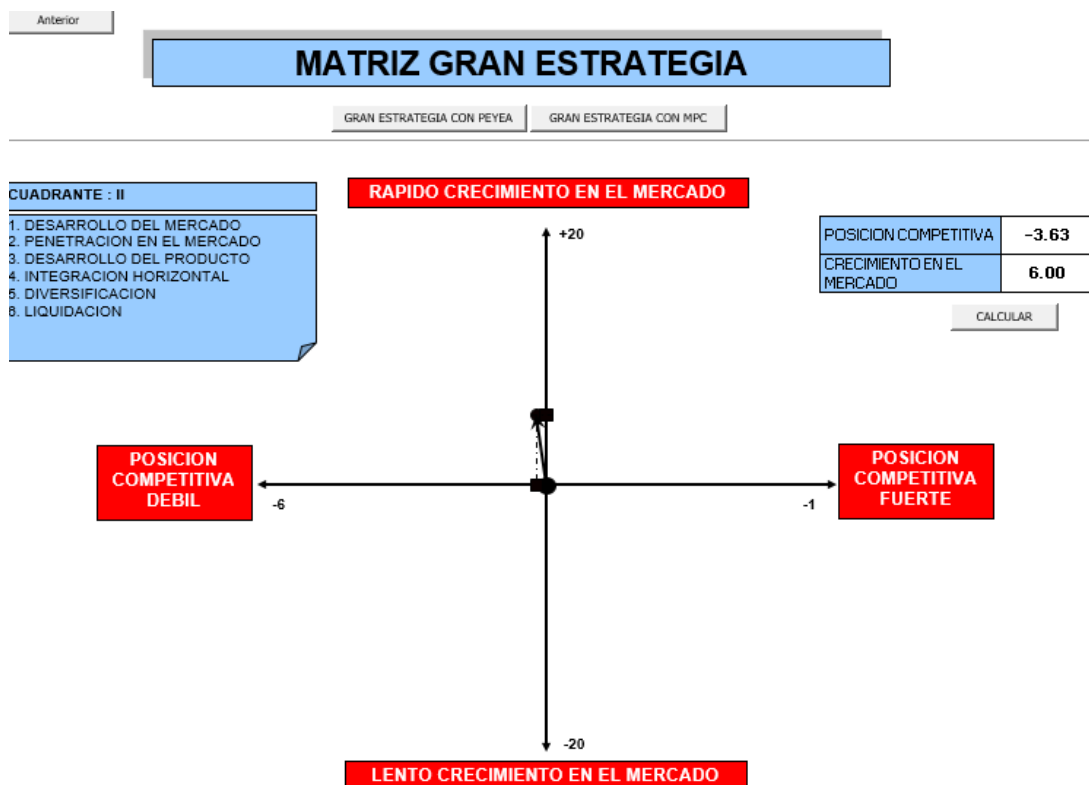 Anterior
MATRIZ GRAN ESTRATEGIA
GRAN ESTRATEGIA CON PEYEA
GRAN ESTRATEGIA CON MPC
CUADRANTE : II
1. DESARROLLO DEL MERCADO
2. PENETRACION EN EL MERCADO
3. DESARROLLO DEL PRODUCTO
4. INTEGRACION HORIZONTAL
5. DIVERSIFICACION
6. LIQUIDACION
RAPIDO CRECIMIENTO EN EL MERCADO
+20
POSICION COMPETITIVA
-3.63
CRECIMIENTO EN EL
MERCADO
6.00
CALCULAR
POSICION
COMPETITIVA
DEBIL
-6
-1
POSICION
COMPETITIVA
FUERTE
-20
LENTO CRECIMIENTO EN EL MERCADO